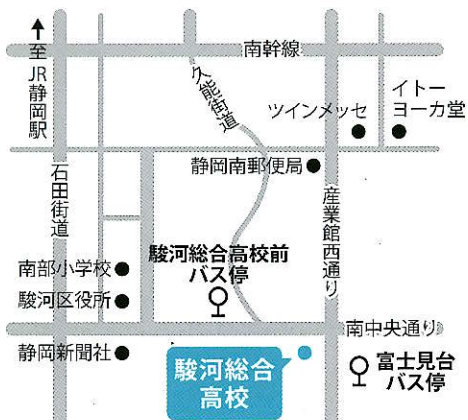 至JR静岡駅
南幹線
久能街道
イトー
ヨーカ堂
ツインメッセ
静岡南郵便局
石田街道
産業館西通り
駿河総合高校前
バス停
南部小学校
駿河区役所
南中央通り
静岡新聞社
駿河総合
高校
富士見台
バス停